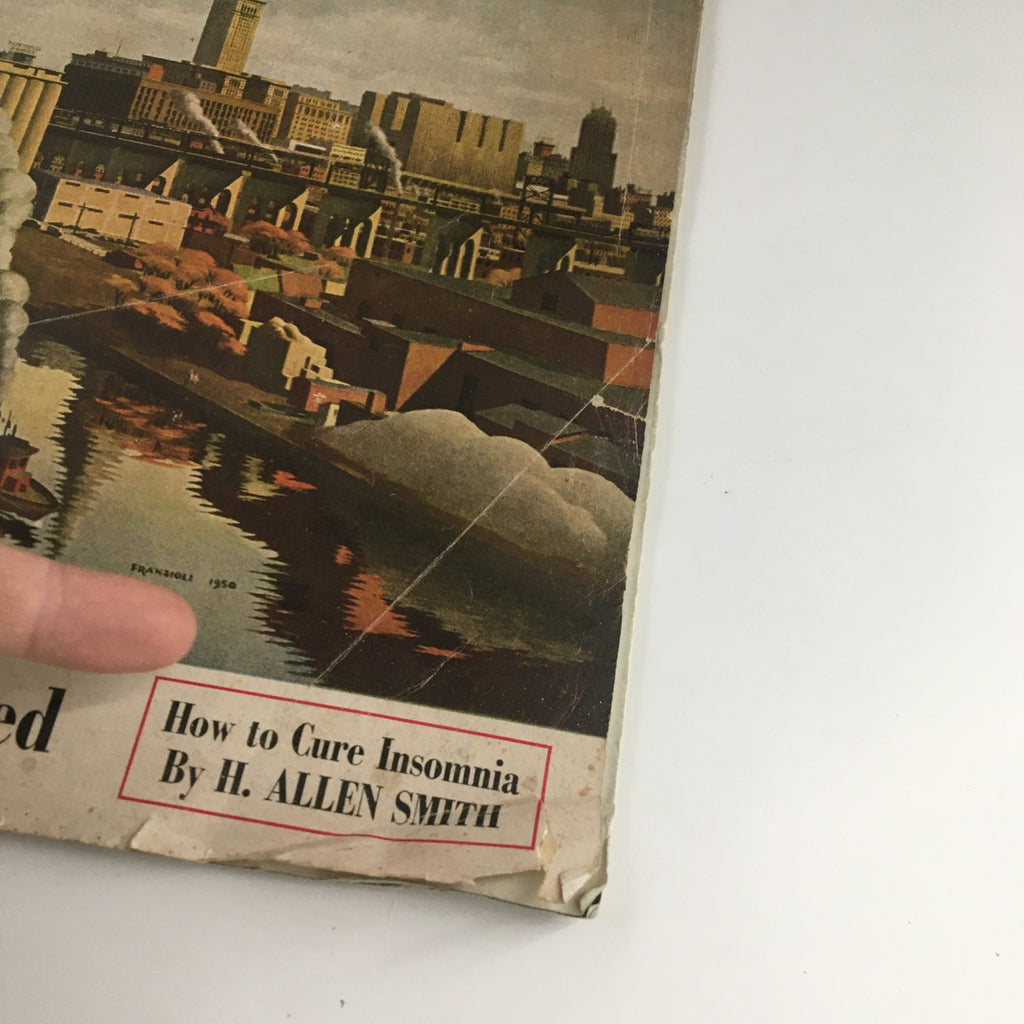 FRANSIOLI 1950
ed
How to Cure Insomnia
By H. ALLEN SMITH